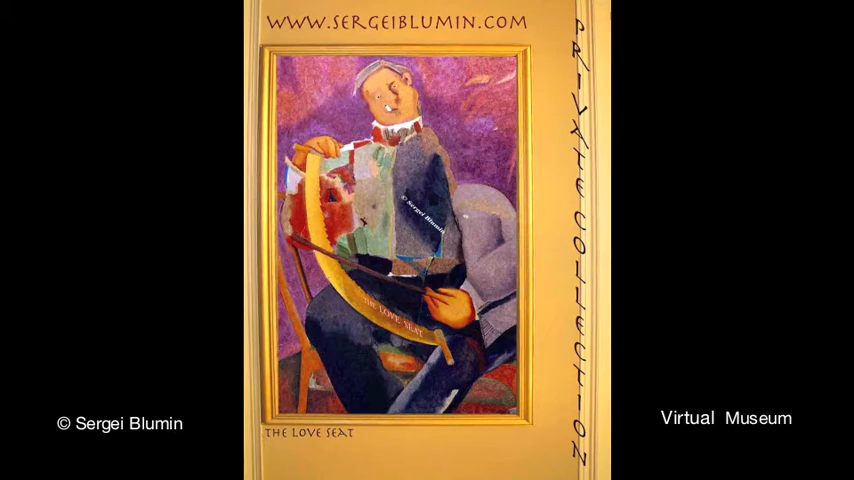 WWW.SERGEIBLUMIN.COM
PRIVATE COLLECTION
© Sergei Blumin
THE LOVE SEAT
THE LOVE SEAT
© Sergei Blumin
Virtual Museum